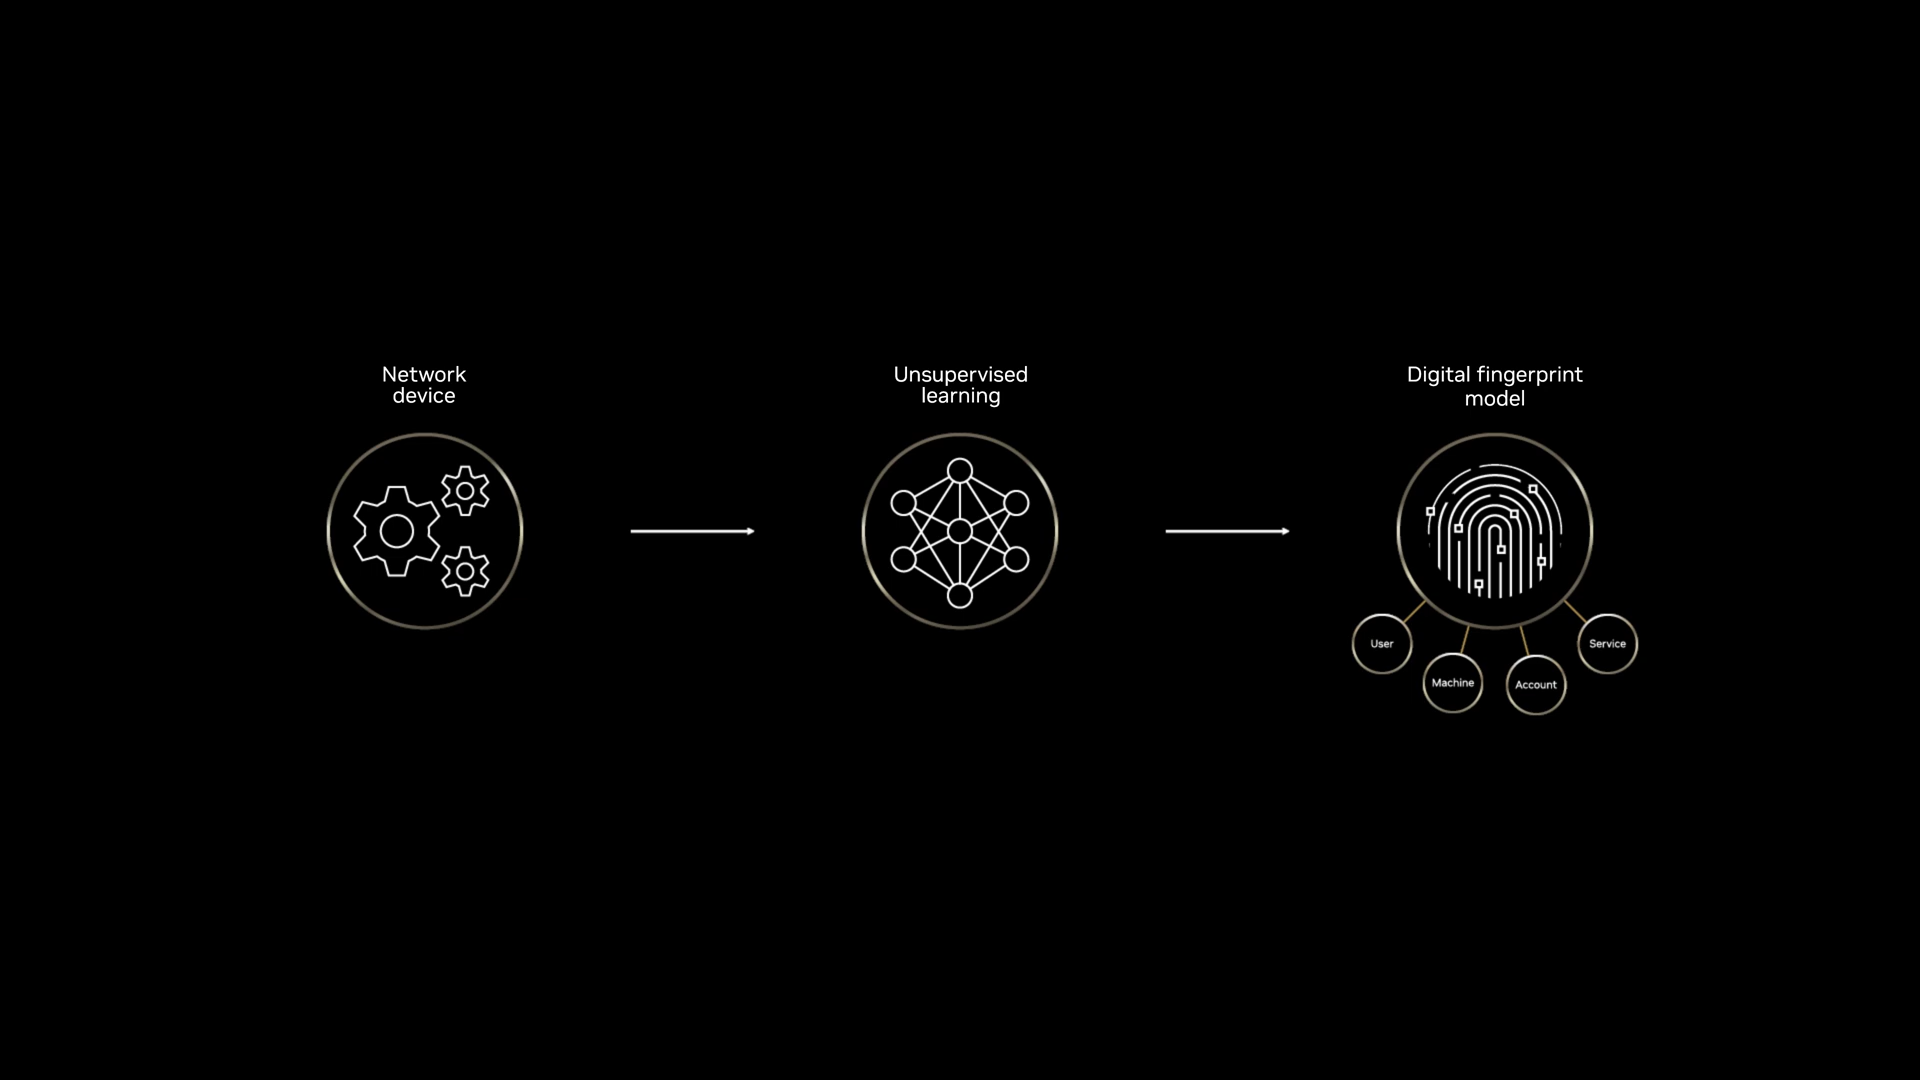 Network
device
Unsupervised
learning
Digital fingerprint
model
User
Machine
Account
Service